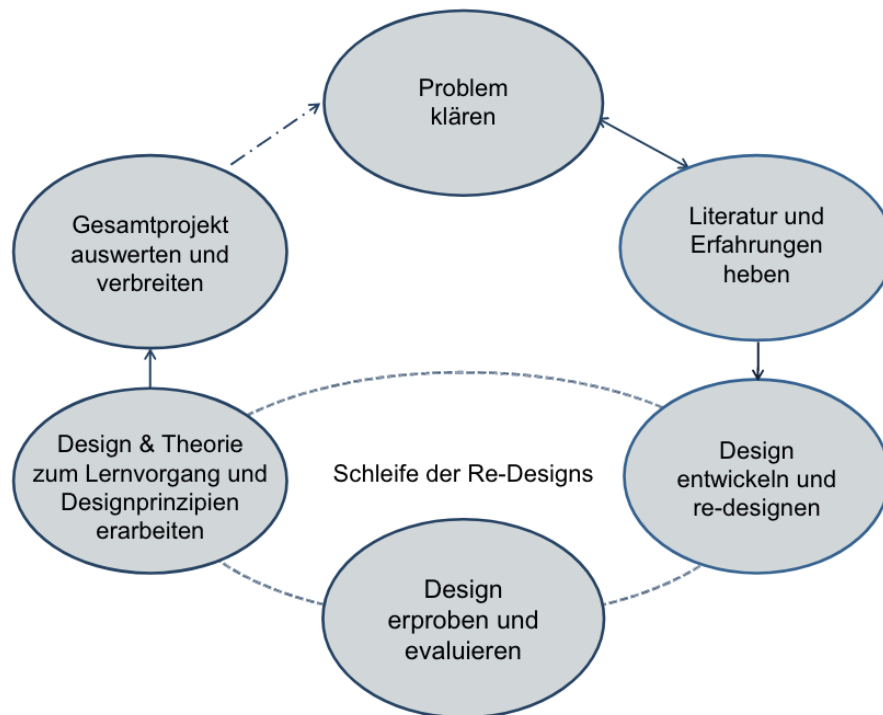 Problem
klären
Literatur und
Erfahrungen
heben
Design
entwickeln und
re-designen
Design
erproben und
evaluieren
Design & Theorie
zum Lernvorgang und
Designprinzipien
erarbeiten
Gesamtprojekt
auswerten und
verbreiten
Schleife der Re-Designs